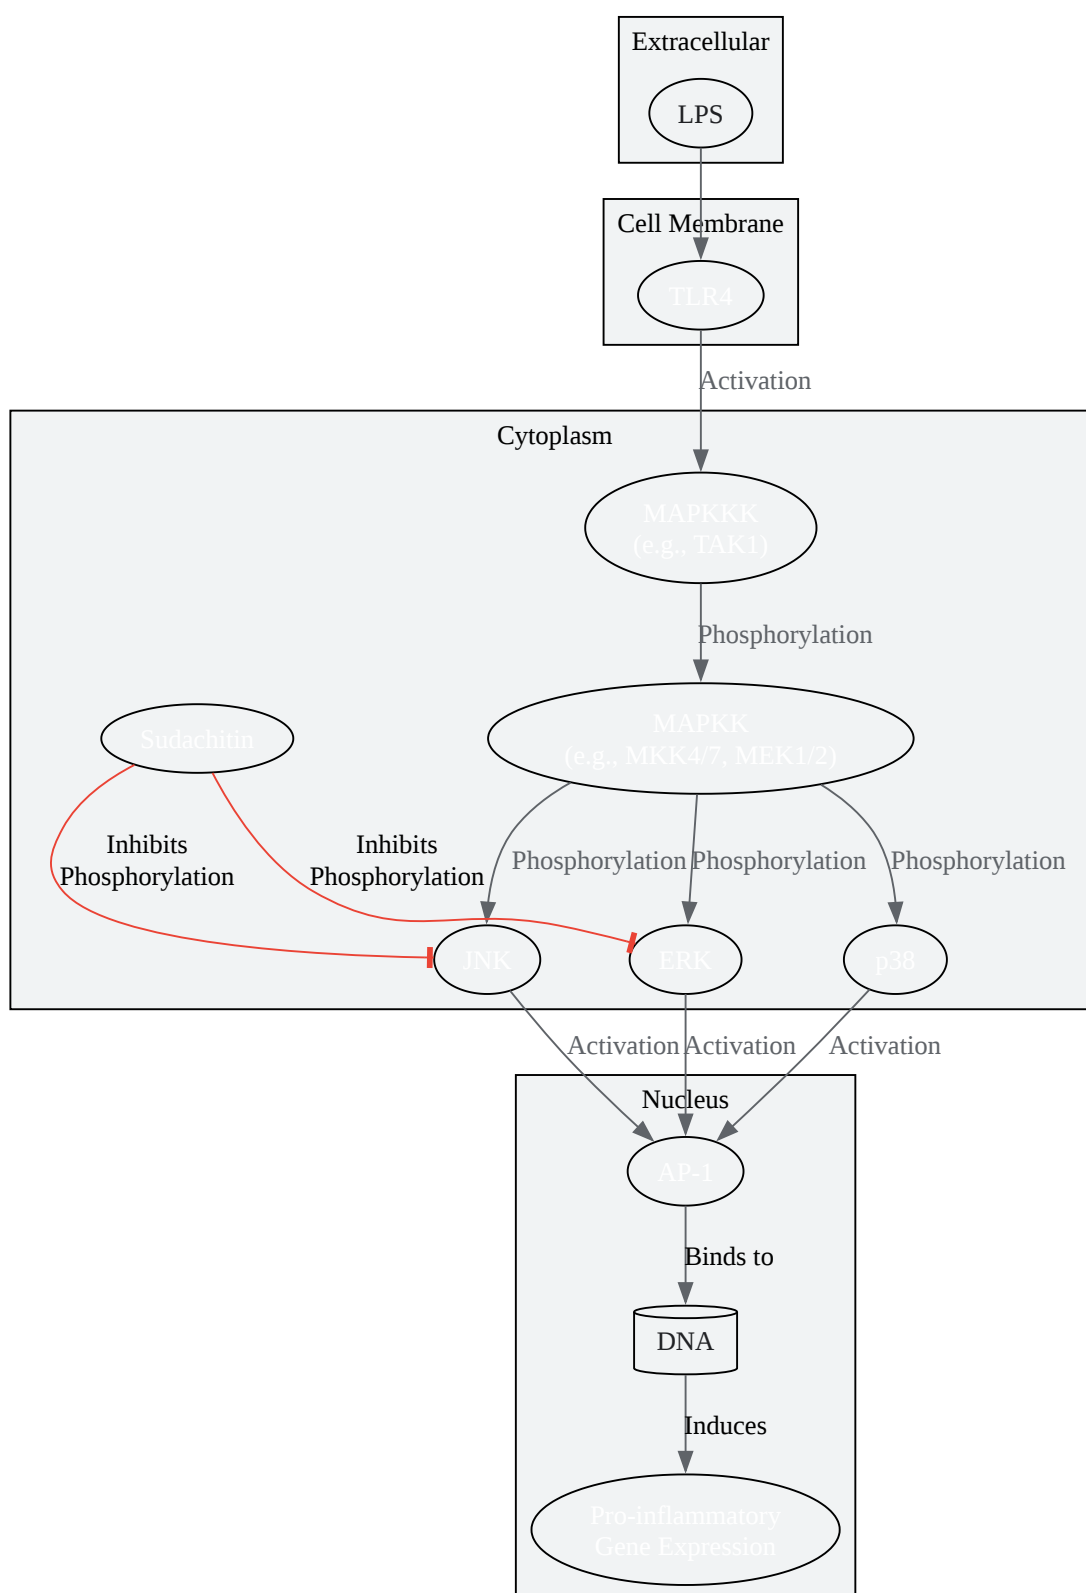 Extracellular
LPS
Cell Membrane
TLR4
Activation
Cytoplasm
MAPKKK
(e.g., TAK1)
Phosphorylation
Sudachitin
MAPKK
(e.g., MKK4/7, MEK1/2)
Inhibits
Phosphorylation
Inhibits
Phosphorylation
Phosphorylation
Phosphorylation
Phosphorylation
JNK
ERK
p38
Activation
Activation
Activation
Nucleus
AP-1
Binds to
DNA
Induces
Pro-inflammatory
Gene Expression